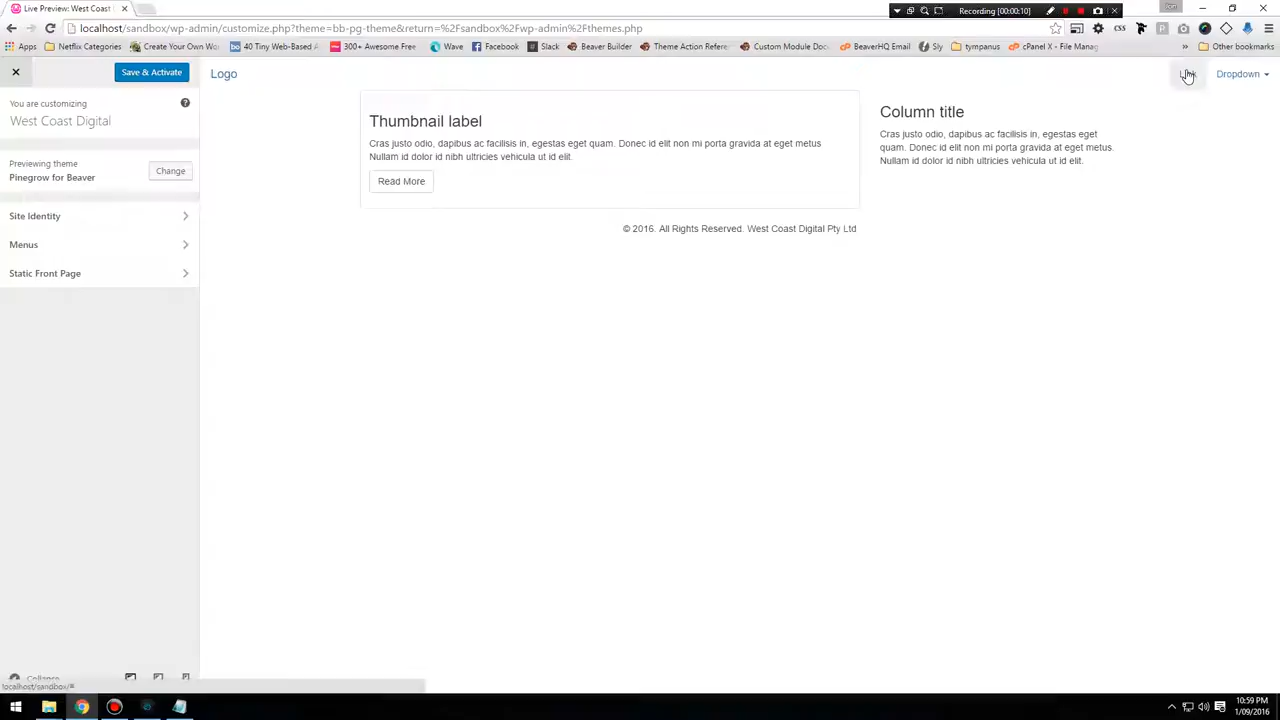 Live Preview: West Coast
Recording [00:00:10]
localhost/sandbox/wp-admin/customize.php?theme=bb-pg-theme&return=%2Fsandbox%2Fwp-admin%2Fthemes.php
Apps Netflix Categories Create Your Own Wo 40 Tiny Web-Based A 300+ Awesome Free Wave Facebook Slack Beaver Builder Theme Action Refere Custom Module Doc BeaverHQ Email Sly tympanus cPanel X - File Manag » Other bookmarks
Save & Activate
Logo
Link
Dropdown
You are customizing
West Coast Digital
Previewing theme
Pinegrow for Beaver
Change
Site Identity
Menus
Static Front Page
Thumbnail label
Cras justo odio, dapibus ac facilisis in, egestas eget quam. Donec id elit non mi porta gravida at eget metus
Nullam id dolor id nibh ultricies vehicula ut id elit.
Read More
Column title
Cras justo odio, dapibus ac facilisis in, egestas eget
quam. Donec id elit non mi porta gravida at eget metus.
Nullam id dolor id nibh ultricies vehicula ut id elit.
© 2016. All Rights Reserved. West Coast Digital Pty Ltd
Collapse
localhost/sandbox/#
10:59 PM
1/09/2016